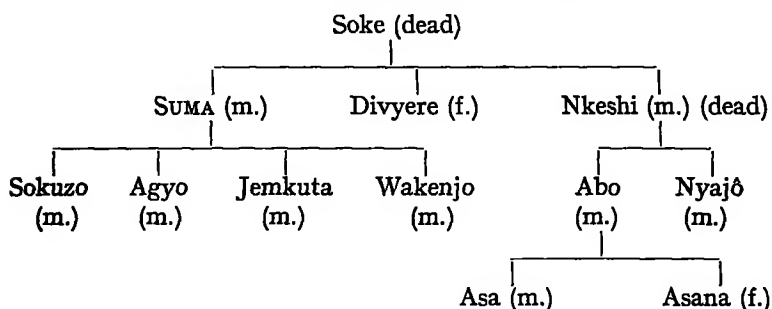 Soke (dead)
SUMA (m.) Divyere (f.) Nkeshi (m.) (dead)
Sokuzo Agyo Jemkuta Wakenjo Abo Nyajô
(m.) (m.) (m.) (m.) (m.) (m.)
Asa (m.) Asana (f.)